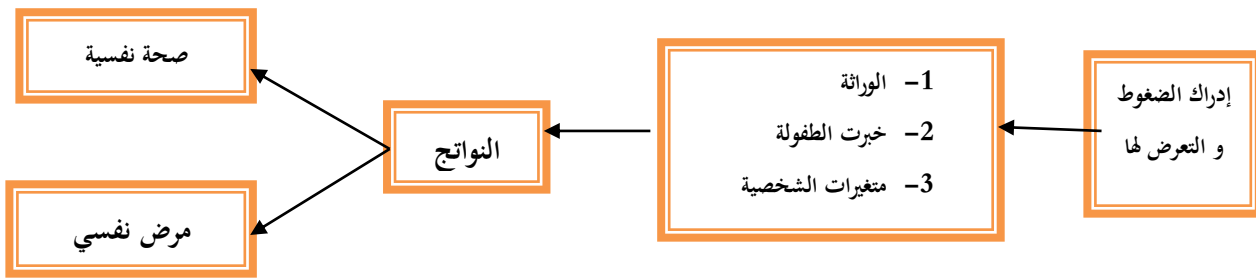 إدراك الضغوط
و التعرض لها
1- الوراثة
2- خبرت الطفولة
3- متغيرات الشخصية
النواتج
صحة نفسية
مرض نفسي